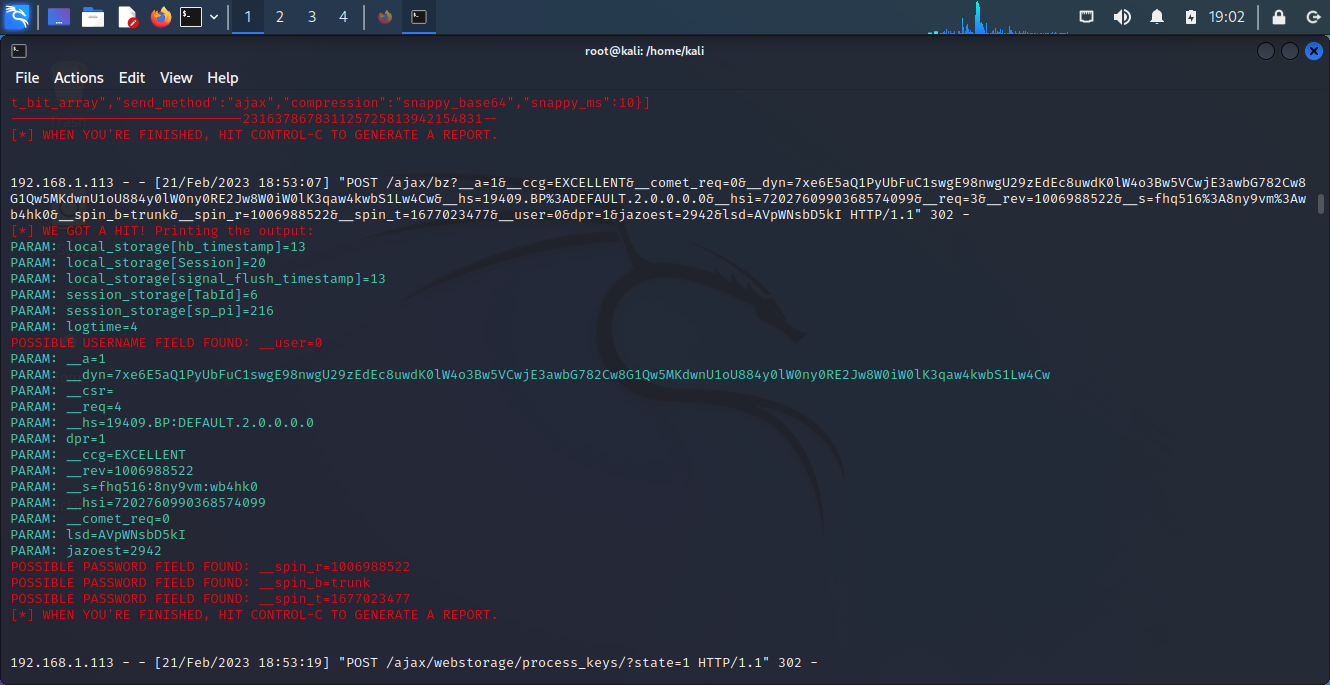 1 2 3 4 19:02
root@kali: /home/kali
File Actions Edit View Help
t_bit_array","send_method":"ajax","compression":"snappy_base64","snappy_ms":10}]
-----------------------------231637867831125725813942154831--
[*] WHEN YOU'RE FINISHED, HIT CONTROL-C TO GENERATE A REPORT.
192.168.1.113 - - [21/Feb/2023 18:53:07] "POST /ajax/bz?__a=1&__ccg=EXCELLENT&__comet_req=0&__dyn=7xe6E5aQ1PyUbFuC1swgE98nwgU29zEdEc8uwdK0lW4o3Bw5VCwjE3awbG782Cw8
G1Qw5MKdwnU1oU884y0lW0ny0RE2Jw8W0iW0lK3qaw4kwbS1Lw4Cw&__hs=19409.BP%3ADEFAULT.2.0.0.0.0&__hsi=7202760990368574099&__req=3&__rev=1006988522&__s=fhq516%3A8ny9vm%3Aw
b4hk0&__spin_b=trunk&__spin_r=1006988522&__spin_t=1677023477&__user=0&dpr=1&jazoest=2942&lsd=AVpWNsbD5kI HTTP/1.1" 302 -
[*] WE GOT A HIT! Printing the output:
PARAM: local_storage[hb_timestamp]=13
PARAM: local_storage[Session]=20
PARAM: local_storage[signal_flush_timestamp]=13
PARAM: session_storage[TabId]=6
PARAM: session_storage[sp_pi]=216
PARAM: logtime=4
POSSIBLE USERNAME FIELD FOUND: __user=0
PARAM: __a=1
PARAM: __dyn=7xe6E5aQ1PyUbFuC1swgE98nwgU29zEdEc8uwdK0lW4o3Bw5VCwjE3awbG782Cw8G1Qw5MKdwnU1oU884y0lW0ny0RE2Jw8W0iW0lK3qaw4kwbS1Lw4Cw
PARAM: __csr=
PARAM: __req=4
PARAM: __hs=19409.BP:DEFAULT.2.0.0.0.0
PARAM: dpr=1
PARAM: __ccg=EXCELLENT
PARAM: __rev=1006988522
PARAM: __s=fhq516:8ny9vm:wb4hk0
PARAM: __hsi=7202760990368574099
PARAM: __comet_req=0
PARAM: lsd=AVpWNsbD5kI
PARAM: jazoest=2942
POSSIBLE PASSWORD FIELD FOUND: __spin_r=1006988522
POSSIBLE PASSWORD FIELD FOUND: __spin_b=trunk
POSSIBLE PASSWORD FIELD FOUND: __spin_t=1677023477
[*] WHEN YOU'RE FINISHED, HIT CONTROL-C TO GENERATE A REPORT.
192.168.1.113 - - [21/Feb/2023 18:53:19] "POST /ajax/webstorage/process_keys/?state=1 HTTP/1.1" 302 -